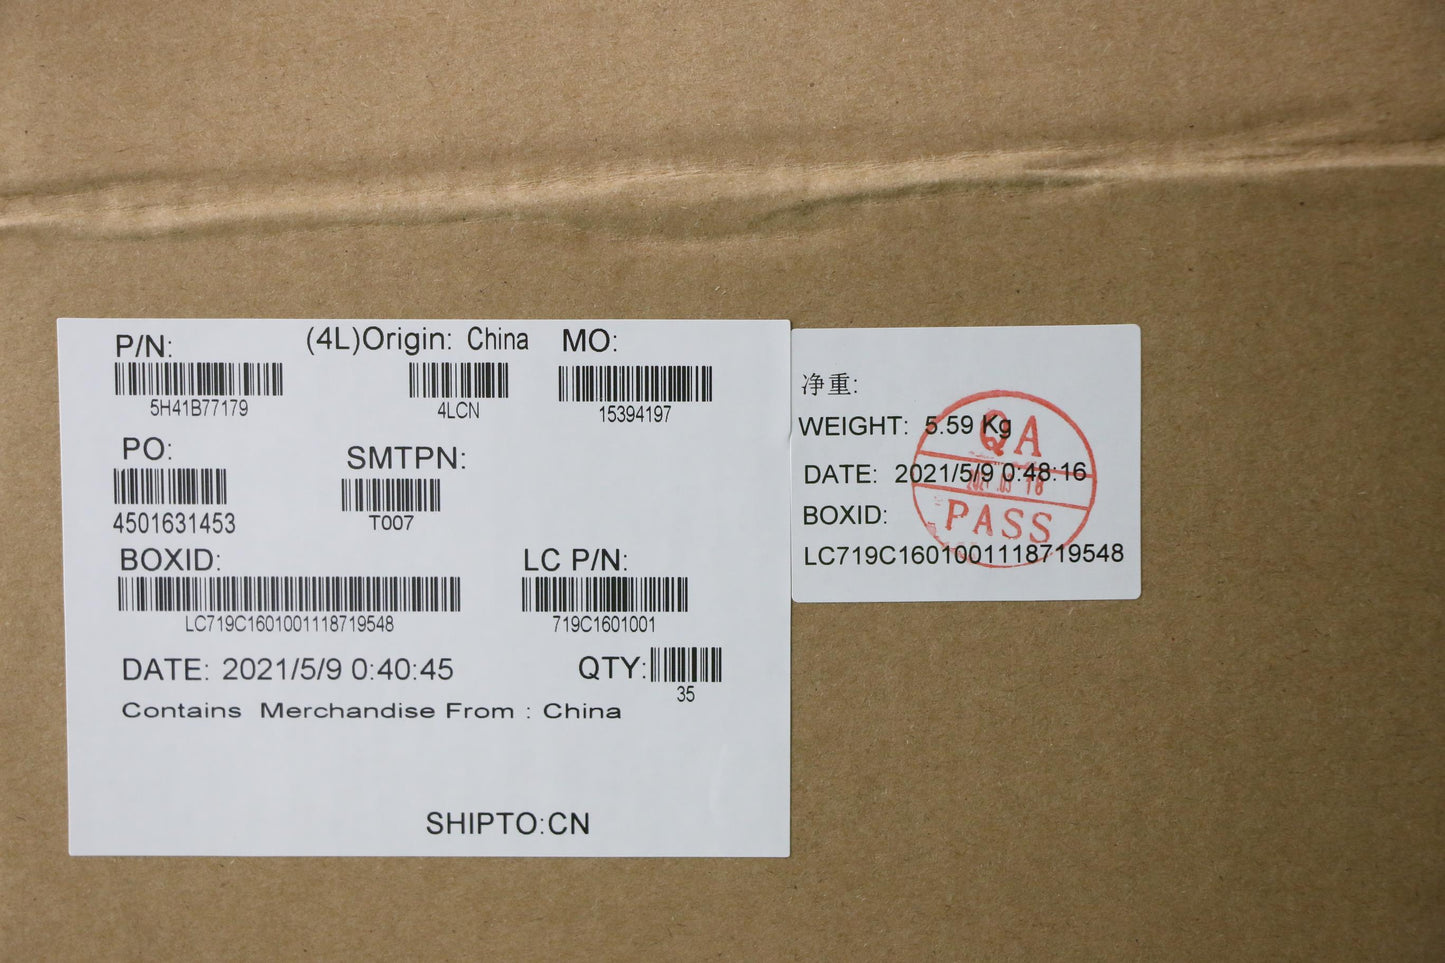 P/N: (4L)Origin: China MO:
5H41B77179 4LCN 15394197
PO: SMTPN:
4501631453 T007
BOXID: LC P/N:
LC719C1601001118719548 719C1601001
DATE: 2021/5/9 0:40:45 QTY:
35
Contains Merchandise From : China
SHIPTO:CN
净重:
WEIGHT: 5.59 Kg
DATE: 2021/5/9 0:48:16
BOXID:
LC719C1601001118719548
QA
PASS